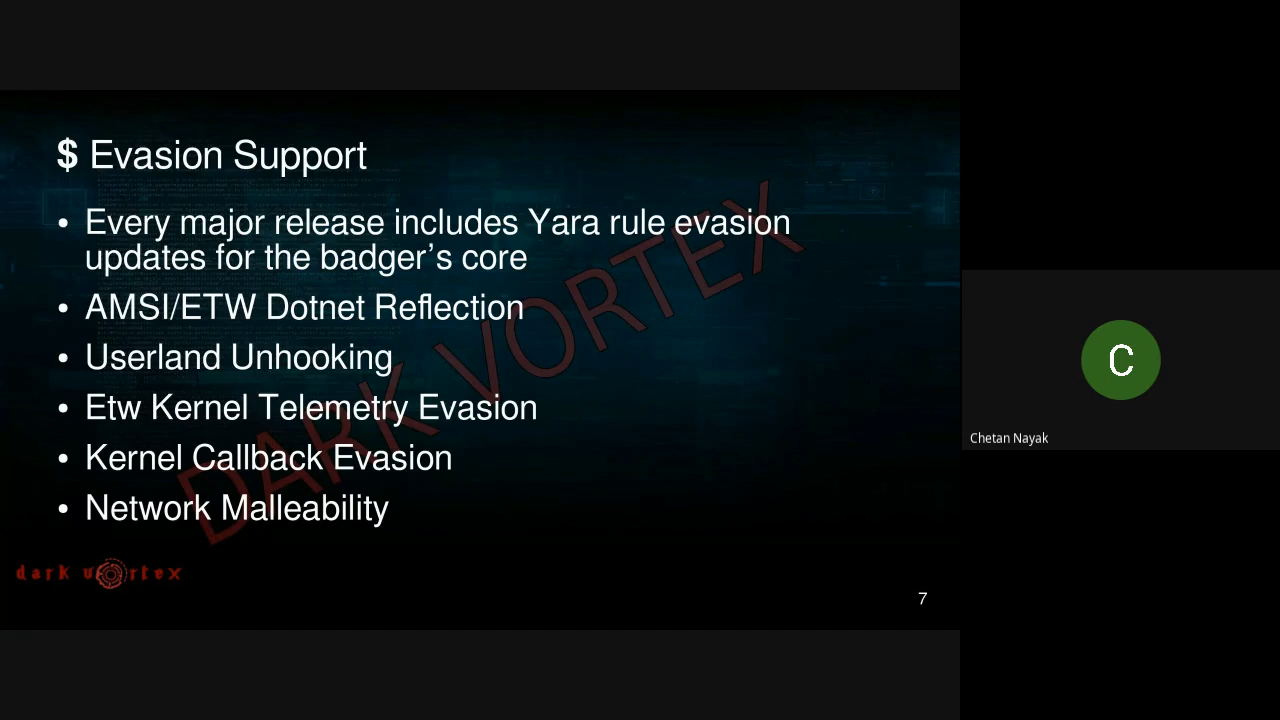 $ Evasion Support
• Every major release includes Yara rule evasion
updates for the badger’s core
• AMSI/ETW Dotnet Reflection
• Userland Unhooking
• Etw Kernel Telemetry Evasion
• Kernel Callback Evasion
• Network Malleability
DARK VORTEX
dark vortex
7
C
Chetan Nayak